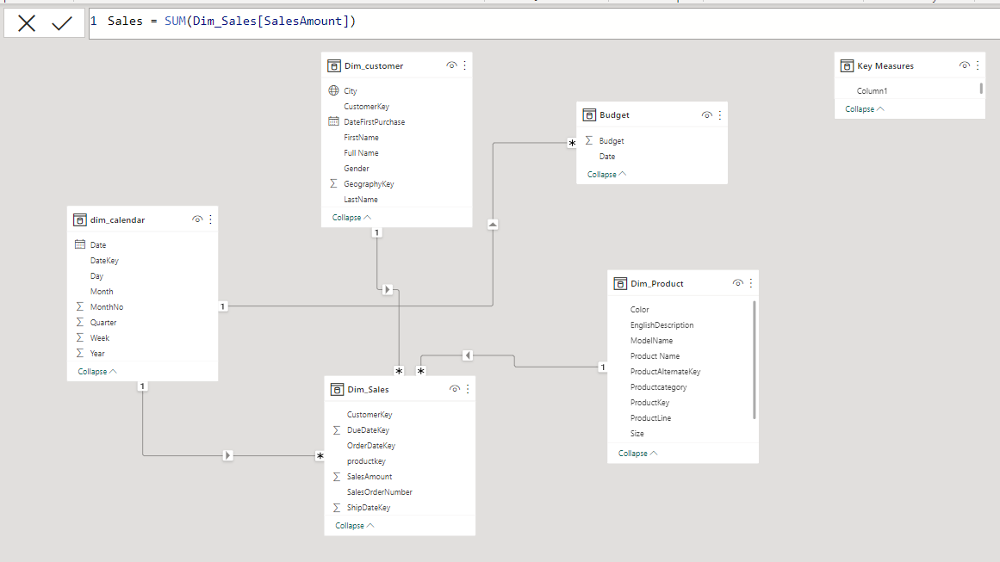 1 Sales = SUM(Dim_Sales[SalesAmount])
Dim_customer
City
CustomerKey
DateFirstPurchase
FirstName
Full Name
Gender
GeographyKey
LastName
Collapse
1
Key Measures
Column1
Collapse
Budget
Budget
Date
Collapse
*
dim_calendar
Date
DateKey
Day
Month
MonthNo
Quarter
Week
Year
Collapse
1
1
Dim_Product
Color
EnglishDescription
ModelName
Product Name
ProductAlternateKey
Productcategory
ProductKey
ProductLine
Size
Collapse
1
* *
Dim_Sales
CustomerKey
DueDateKey
OrderDateKey
productkey
SalesAmount
SalesOrderNumber
ShipDateKey
Collapse
*